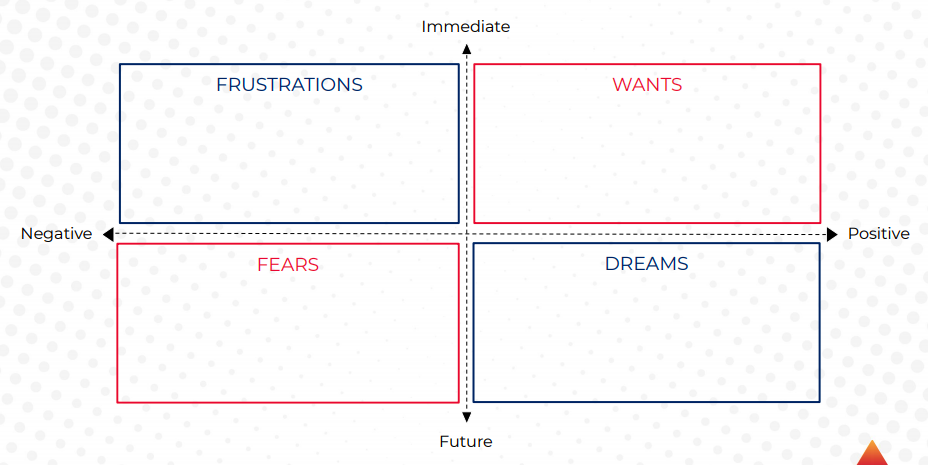 Immediate
FRUSTRATIONS
WANTS
Negative
Positive
FEARS
DREAMS
Future